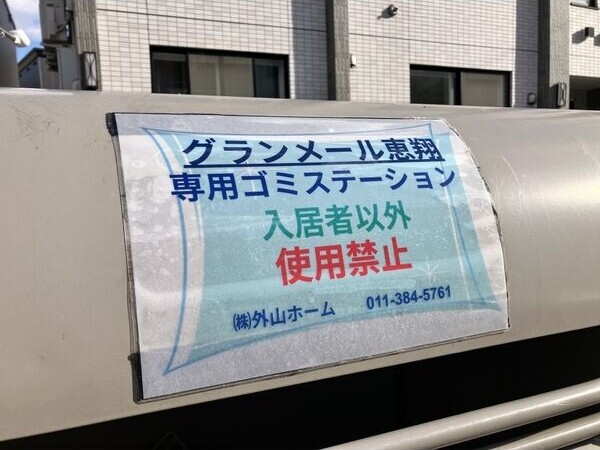 グランメール恵翔
専用ゴミステーション
入居者以外
使用禁止
㈱外山ホーム 011-384-5761